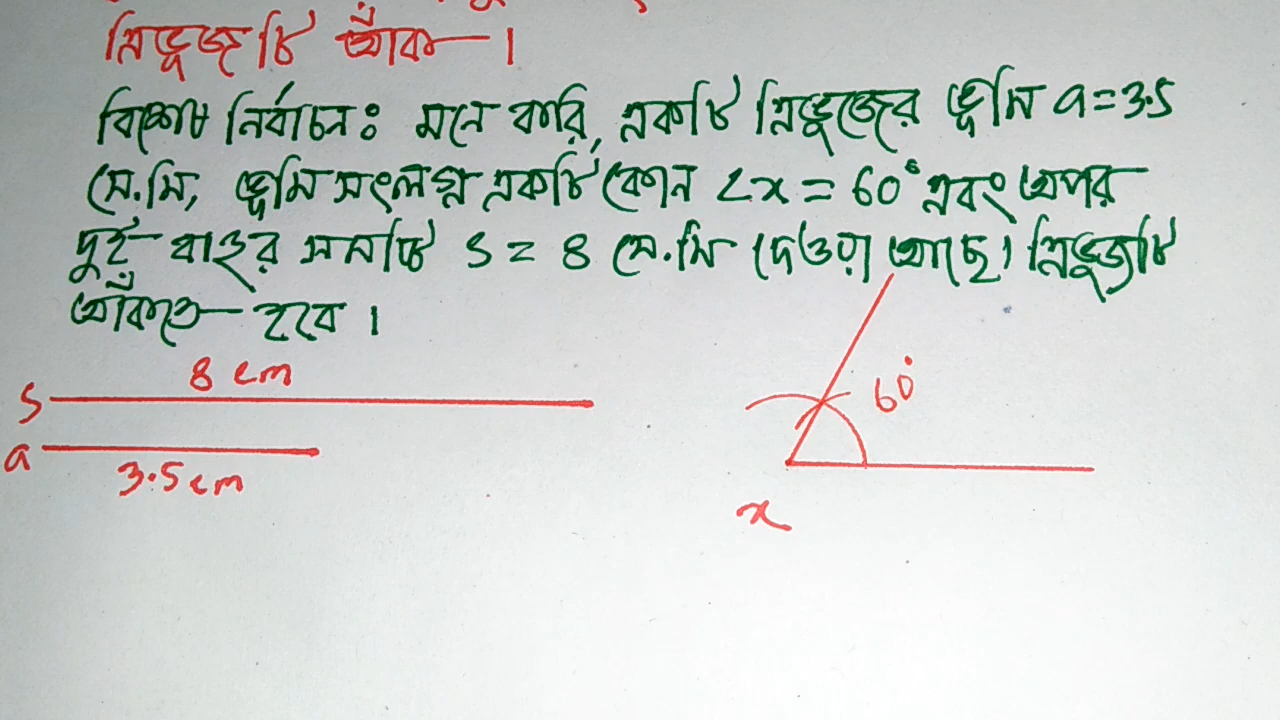 ত্রিভুজটি আঁক।
বিশেষ নির্বাচনঃ মনে করি, একটি ত্রিভুজের ভূমি a = 3.5
সে.মি, ভূমি সংলগ্ন একটি কোন ∠x = 60° এবং অপর
দুই বাহুর সমষ্টি S = 8 সে.মি দেওয়া আছে। ত্রিভুজটি
আঁকতে হবে।
8 cm
S
60°
a
3.5 cm
x